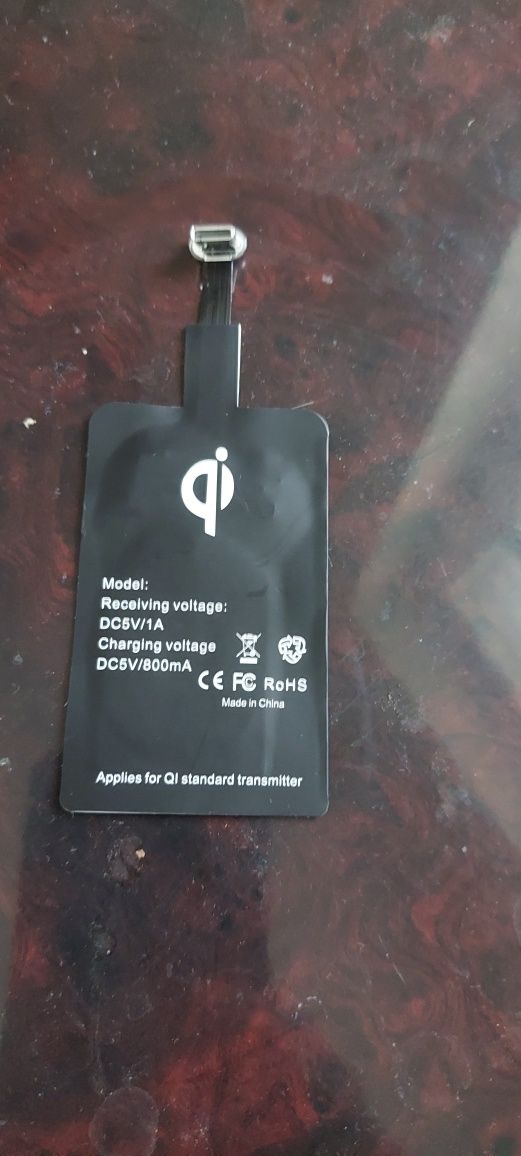 qi
Model:
Receiving voltage:
DC5V/1A
Charging voltage
DC5V/800mA
CE FC RoHS
Made in China
Applies for QI standard transmitter